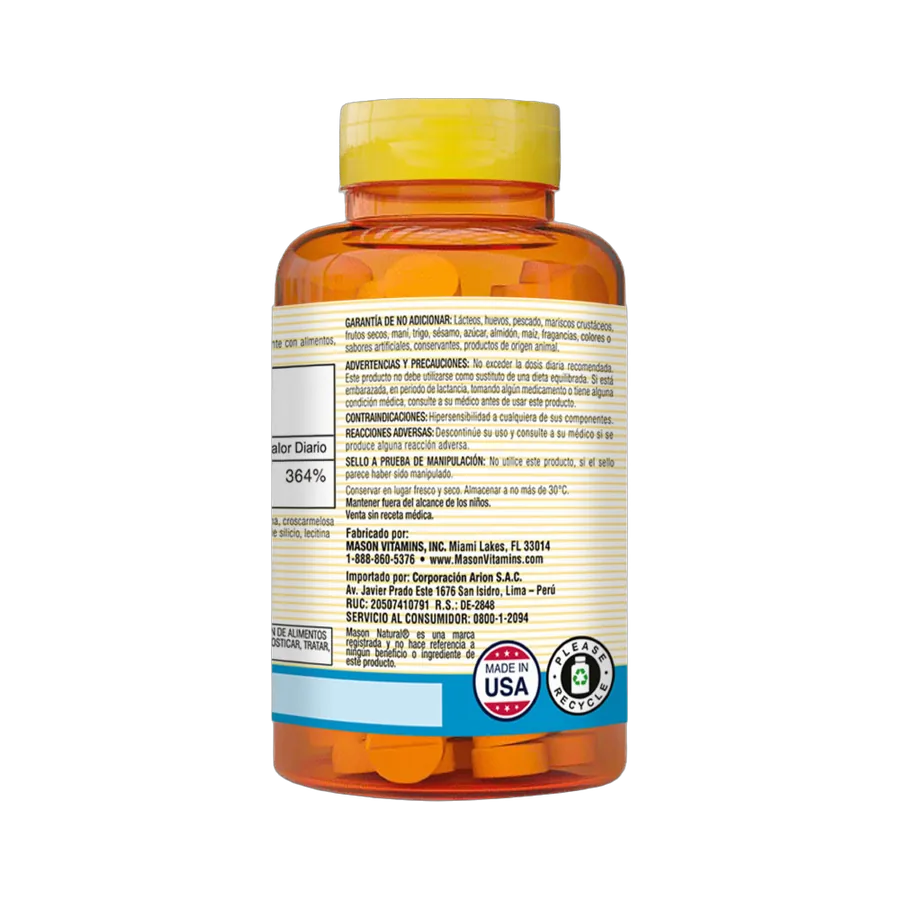 nte con alimentos,
alor Diario
364%
na, croscarmelosa
e silicio, lecitina
N DE ALIMENTOS
OSTICAR, TRATAR,
GARANTÍA DE NO ADICIONAR: Lácteos, huevos, pescado, mariscos crustáceos,
frutos secos, maní, trigo, sésamo, azúcar, almidón, maíz, fragancias, colores o
sabores artificiales, conservantes, productos de origen animal.
ADVERTENCIAS Y PRECAUCIONES: No exceder la dosis diaria recomendada.
Este producto no debe utilizarse como sustituto de una dieta equilibrada. Si está
embarazada, en periodo de lactancia, tomando algún medicamento o tiene alguna
condición médica, consulte a su médico antes de usar este producto.
CONTRAINDICACIONES: Hipersensibilidad a cualquiera de sus componentes.
REACCIONES ADVERSAS: Descontinúe su uso y consulte a su médico si se
produce alguna reacción adversa.
SELLO A PRUEBA DE MANIPULACIÓN: No utilice este producto, si el sello
parece haber sido manipulado.
Conservar en lugar fresco y seco. Almacenar a no más de 30°C.
Mantener fuera del alcance de los niños.
Venta sin receta médica.
Fabricado por:
MASON VITAMINS, INC. Miami Lakes, FL 33014
1-888-860-5376 • www.MasonVitamins.com
Importado por: Corporación Arion S.A.C.
Av. Javier Prado Este 1676 San Isidro, Lima – Perú
RUC: 20507410791 R.S.: DE-2848
SERVICIO AL CONSUMIDOR: 0800-1-2094
Mason Natural® es una marca
registrada y no hace referencia a
ningún beneficio o ingrediente de
este producto.
MADE IN
USA
PLEASE
RECYCLE